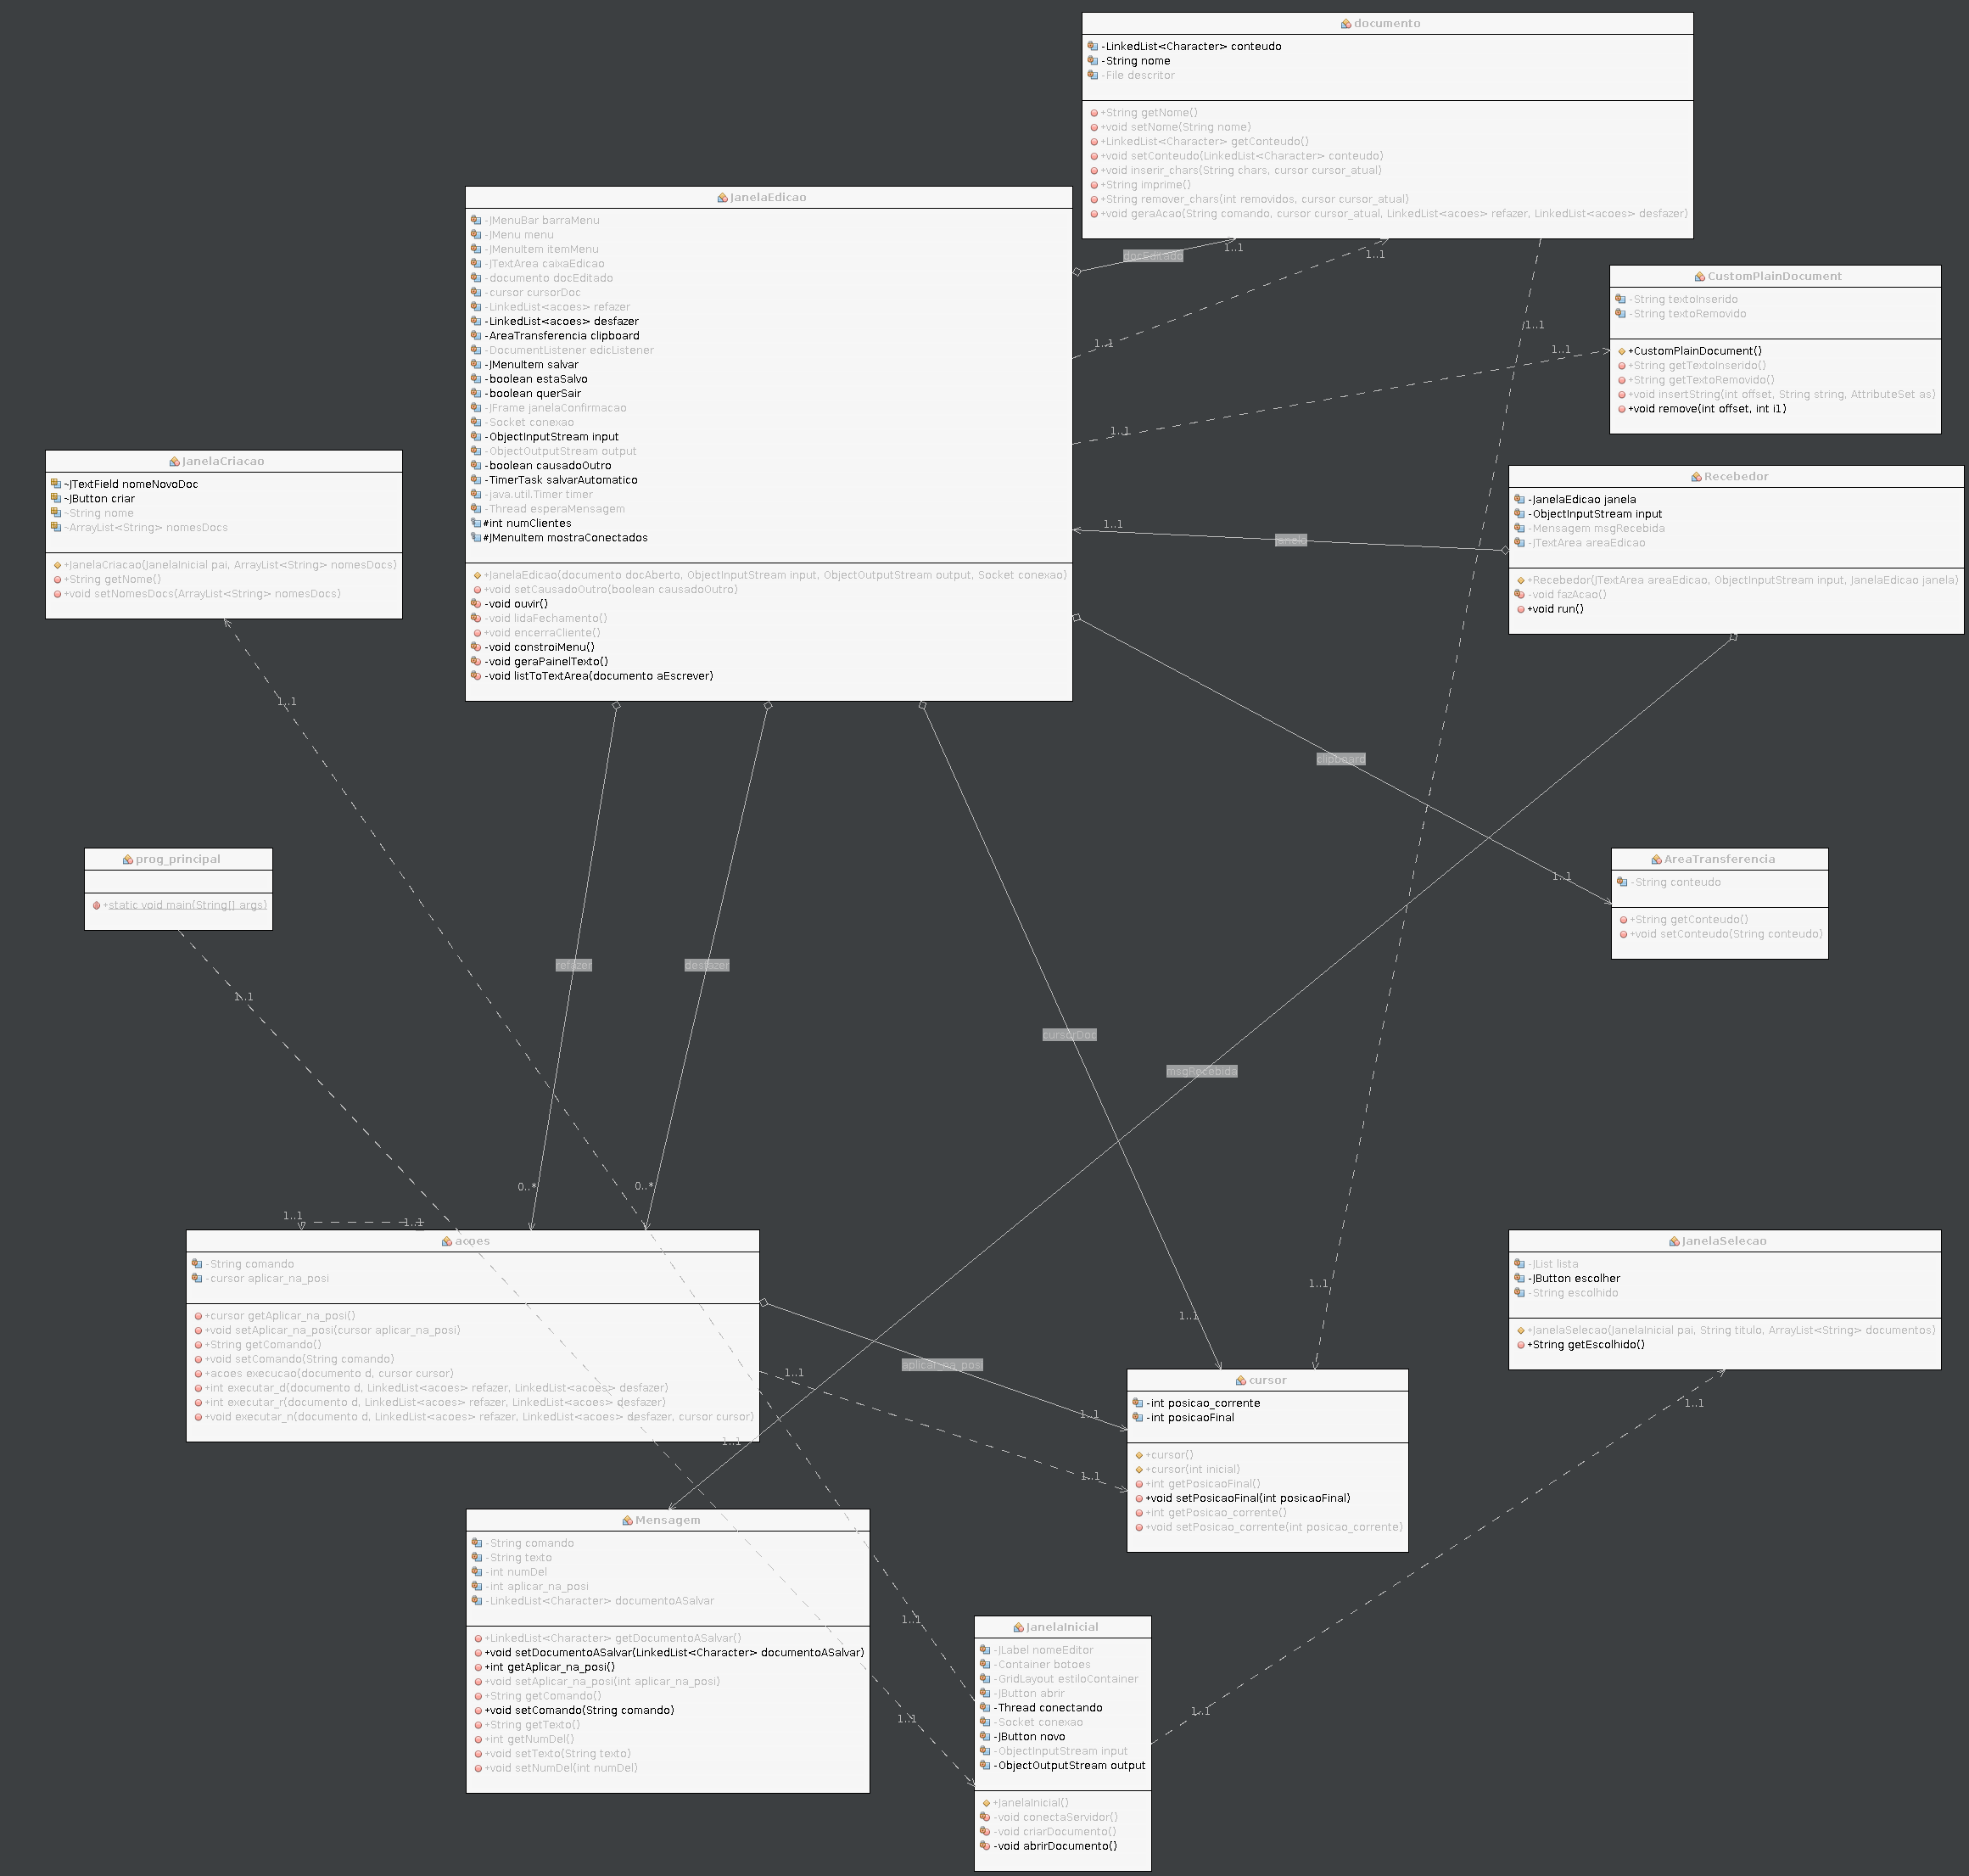 documento
-LinkedList<Character> conteudo
-String nome
-File descritor
+String getNome()
+void setNome(String nome)
+LinkedList<Character> getConteudo()
+void setConteudo(LinkedList<Character> conteudo)
+void inserir_chars(String chars, cursor cursor_atual)
+String imprime()
+String remover_chars(int removidos, cursor cursor_atual)
+void geraAcao(String comando, cursor cursor_atual, LinkedList<acoes> refazer, LinkedList<acoes> desfazer)
JanelaEdicao
-JMenuBar barraMenu
-JMenu menu
-JMenuItem itemMenu
-JTextArea caixaEdicao
-documento docEditado
-cursor cursorDoc
-LinkedList<acoes> refazer
-LinkedList<acoes> desfazer
-AreaTransferencia clipboard
-DocumentListener edicListener
-JMenuItem salvar
-boolean estaSalvo
-boolean querSair
-JFrame janelaConfirmacao
-Socket conexao
-ObjectInputStream input
-ObjectOutputStream output
-boolean causadoOutro
-TimerTask salvarAutomatico
-java.util.Timer timer
-Thread esperaMensagem
#int numClientes
#JMenuItem mostraConectados
+JanelaEdicao(documento docAberto, ObjectInputStream input, ObjectOutputStream output, Socket conexao)
+void setCausadoOutro(boolean causadoOutro)
-void ouvir()
-void lidaFechamento()
+void encerraCliente()
-void constroiMenu()
-void geraPainelTexto()
-void listToTextArea(documento aEscrever)
docEditado
1..1
1..1
1..1
1..1
1..1
1..1
CustomPlainDocument
-String textoInserido
-String textoRemovido
+CustomPlainDocument()
+String getTextoInserido()
+String getTextoRemovido()
+void insertString(int offset, String string, AttributeSet as)
+void remove(int offset, int i1)
JanelaCriacao
~JTextField nomeNovoDoc
~JButton criar
~String nome
~ArrayList<String> nomesDocs
+JanelaCriacao(JanelaInicial pai, ArrayList<String> nomesDocs)
+String getNome()
+void setNomesDocs(ArrayList<String> nomesDocs)
Recebedor
-JanelaEdicao janela
-ObjectInputStream input
-Mensagem msgRecebida
-JTextArea areaEdicao
+Recebedor(JTextArea areaEdicao, ObjectInputStream input, JanelaEdicao janela)
-void fazAcao()
+void run()
1..1
janela
1..1
clipboard
1..1
prog_principal
+static void main(String[] args)
AreaTransferencia
-String conteudo
+String getConteudo()
+void setConteudo(String conteudo)
refazer
desfazer
1..1
cursorDoc
msgRecebida
0..*
0..*
1..1
1..1
acoes
-String comando
-cursor aplicar_na_posi
+cursor getAplicar_na_posi()
+void setAplicar_na_posi(cursor aplicar_na_posi)
+String getComando()
+void setComando(String comando)
+acoes execucao(documento d, cursor cursor)
+int executar_d(documento d, LinkedList<acoes> refazer, LinkedList<acoes> desfazer)
+int executar_r(documento d, LinkedList<acoes> refazer, LinkedList<acoes> desfazer)
+void executar_n(documento d, LinkedList<acoes> refazer, LinkedList<acoes> desfazer, cursor cursor)
JanelaSelecao
-JList lista
-JButton escolher
-String escolhido
+JanelaSelecao(JanelaInicial pai, String titulo, ArrayList<String> documentos)
+String getEscolhido()
1..1
1..1
aplicar_na_posi
1..1
1..1
1..1
1..1
cursor
-int posicao_corrente
-int posicaoFinal
+cursor()
+cursor(int inicial)
+int getPosicaoFinal()
+void setPosicaoFinal(int posicaoFinal)
+int getPosicao_corrente()
+void setPosicao_corrente(int posicao_corrente)
1..1
Mensagem
-String comando
-String texto
-int numDel
-int aplicar_na_posi
-LinkedList<Character> documentoASalvar
+LinkedList<Character> getDocumentoASalvar()
+void setDocumentoASalvar(LinkedList<Character> documentoASalvar)
+int getAplicar_na_posi()
+void setAplicar_na_posi(int aplicar_na_posi)
+String getComando()
+void setComando(String comando)
+String getTexto()
+int getNumDel()
+void setTexto(String texto)
+void setNumDel(int numDel)
1..1
1..1
1..1
JanelaInicial
-JLabel nomeEditor
-Container botoes
-GridLayout estiloContainer
-JButton abrir
-Thread conectando
-Socket conexao
-JButton novo
-ObjectInputStream input
-ObjectOutputStream output
+JanelaInicial()
-void conectaServidor()
-void criarDocumento()
-void abrirDocumento()